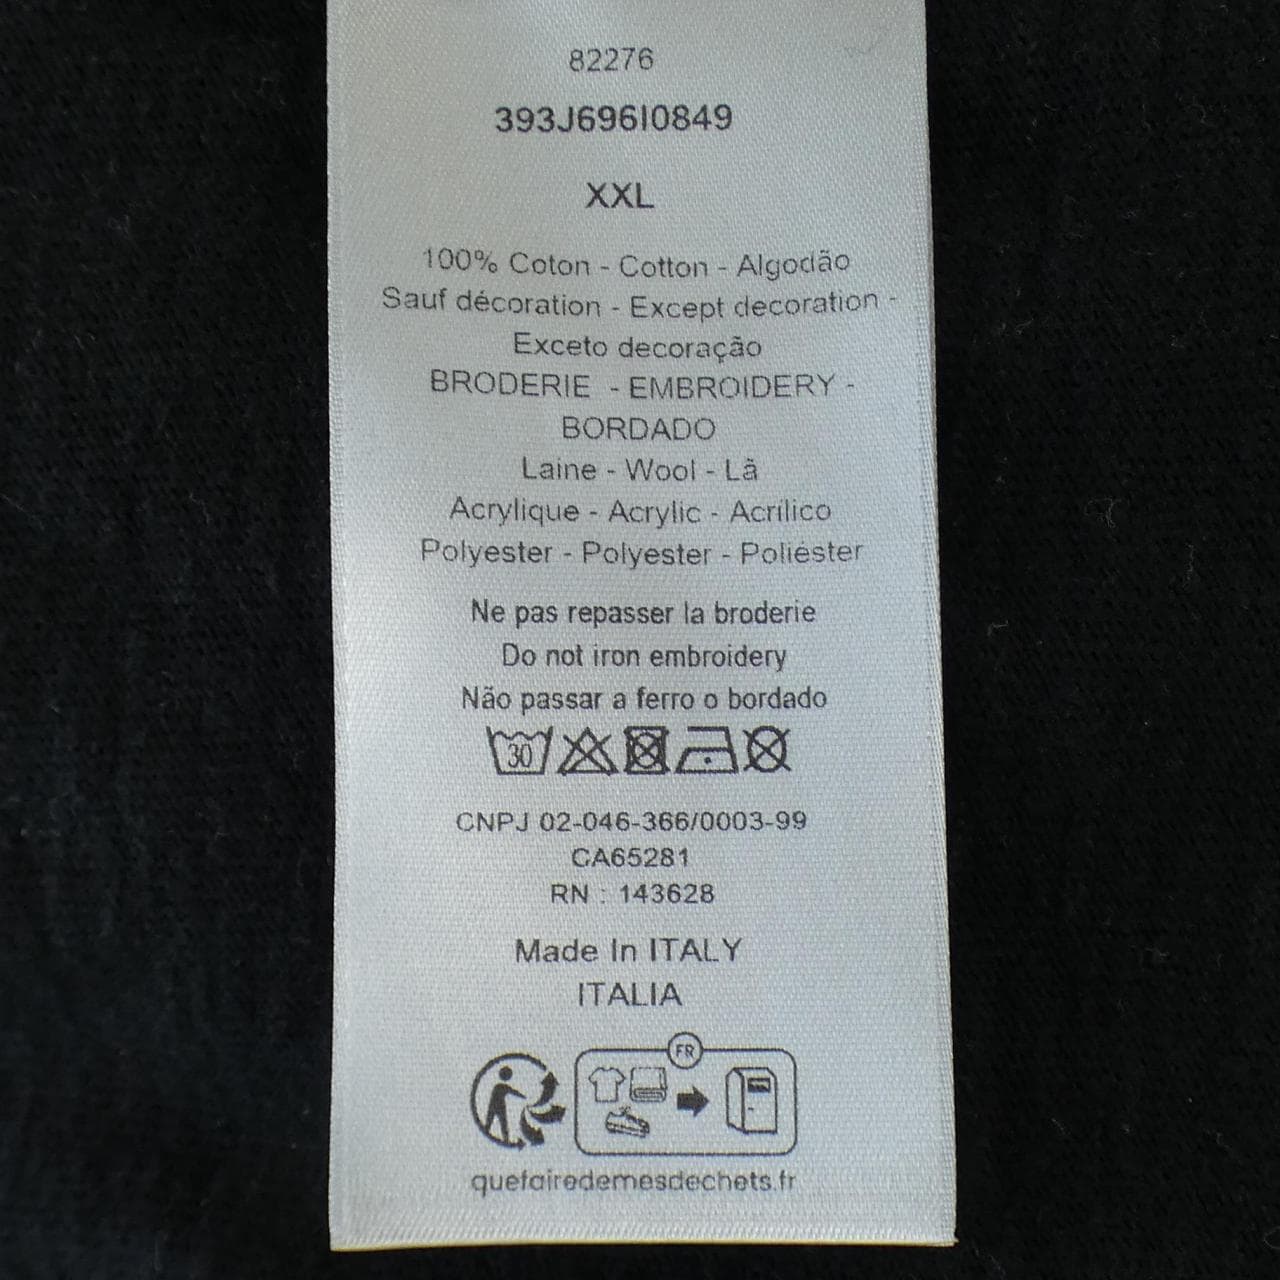 82276
393J696I0849
XXL
100% Coton - Cotton - Algodão
Sauf décoration - Except decoration -
Exceto decoração
BRODERIE - EMBROIDERY -
BORDADO
Laine - Wool - Lã
Acrylique - Acrylic - Acrílico
Polyester - Polyester - Poliéster
Ne pas repasser la broderie
Do not iron embroidery
Não passar a ferro o bordado
30
CNPJ 02-046-366/0003-99
CA65281
RN : 143628
Made In ITALY
ITALIA
FR
quefairedemesdechets.fr